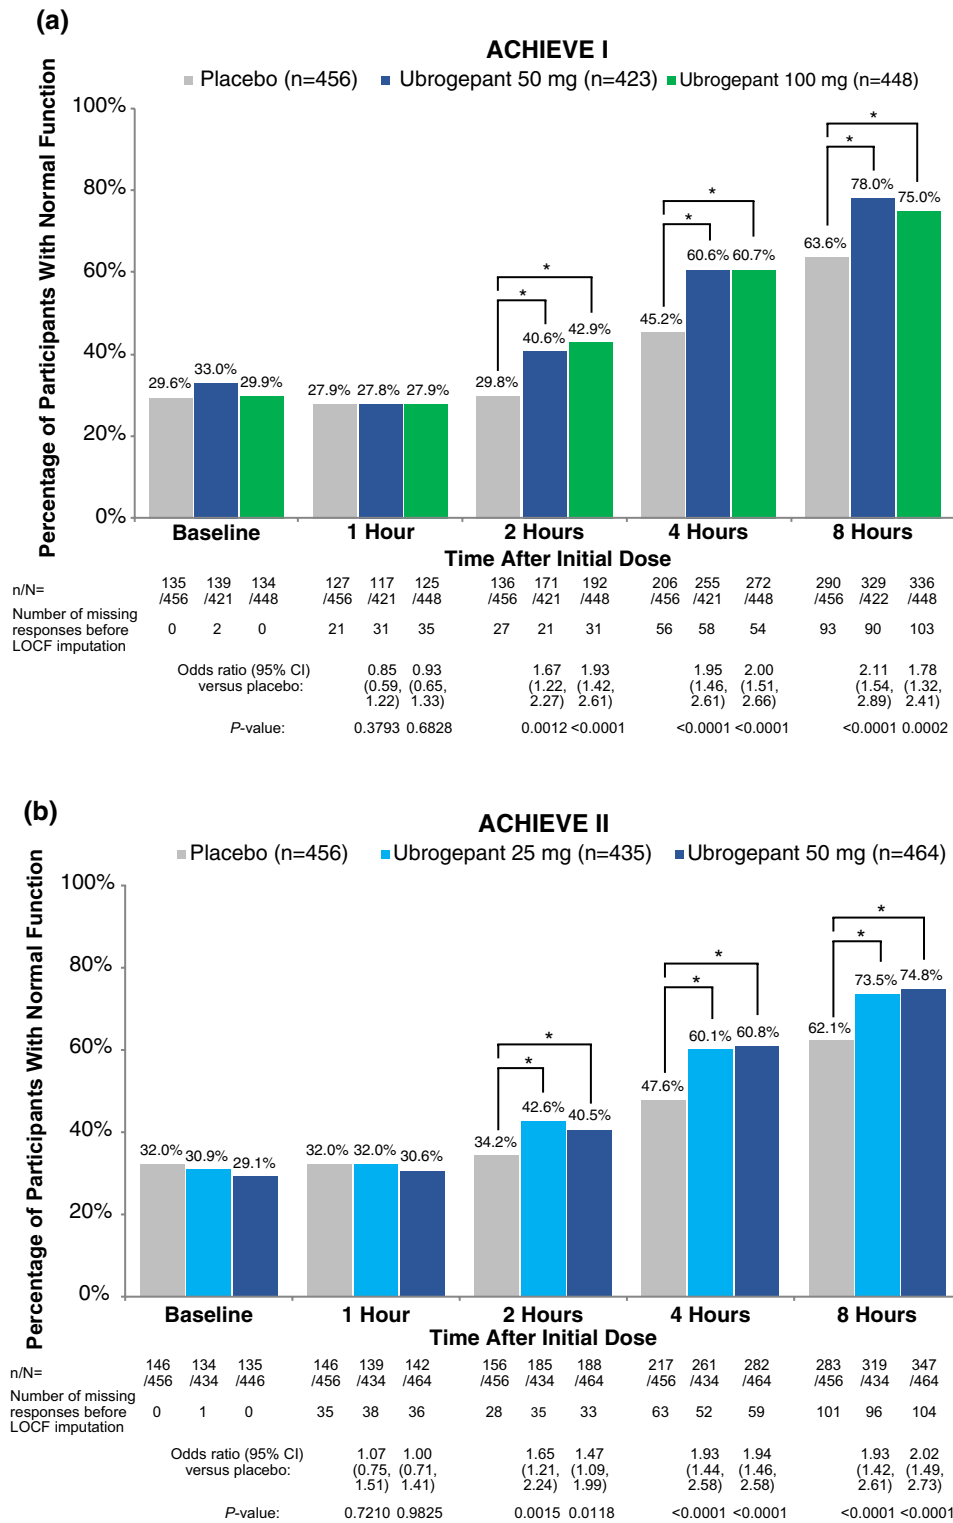 (a)
ACHIEVE I
Placebo (n=456) Ubrogepant 50 mg (n=423) Ubrogepant 100 mg (n=448)
Percentage of Participants With Normal Function
100%
80%
60%
40%
20%
0%
29.6% 33.0% 29.9%
27.9% 27.8% 27.9%
29.8% 40.6% 42.9%
* *
45.2% 60.6% 60.7%
* *
63.6% 78.0% 75.0%
* *
Baseline 1 Hour 2 Hours 4 Hours 8 Hours
Time After Initial Dose
n/N= 135 139 134 127 117 125 136 171 192 206 255 272 290 329 336
/456 /421 /448 /456 /421 /448 /456 /421 /448 /456 /421 /448 /456 /422 /448
Number of missing
responses before 0 2 0 21 31 35 27 21 31 56 58 54 93 90 103
LOCF imputation
Odds ratio (95% CI) 0.85 0.93 1.67 1.93 1.95 2.00 2.11 1.78
versus placebo: (0.59, (0.65, (1.22, (1.42, (1.46, (1.51, (1.54, (1.32,
1.22) 1.33) 2.27) 2.61) 2.61) 2.66) 2.89) 2.41)
P-value: 0.3793 0.6828 0.0012 <0.0001 <0.0001 <0.0001 <0.0001 0.0002
(b)
ACHIEVE II
Placebo (n=456) Ubrogepant 25 mg (n=435) Ubrogepant 50 mg (n=464)
Percentage of Participants With Normal Function
100%
80%
60%
40%
20%
0%
32.0% 30.9% 29.1%
32.0% 32.0% 30.6%
34.2% 42.6% 40.5%
* *
47.6% 60.1% 60.8%
* *
62.1% 73.5% 74.8%
* *
Baseline 1 Hour 2 Hours 4 Hours 8 Hours
Time After Initial Dose
n/N= 146 134 135 146 139 142 156 185 188 217 261 282 283 319 347
/456 /434 /446 /456 /434 /464 /456 /434 /464 /456 /434 /464 /456 /434 /464
Number of missing
responses before 0 1 0 35 38 36 28 35 33 63 52 59 101 96 104
LOCF imputation
Odds ratio (95% CI) 1.07 1.00 1.65 1.47 1.93 1.94 1.93 2.02
versus placebo: (0.75, (0.71, (1.21, (1.09, (1.44, (1.46, (1.42, (1.49,
1.51) 1.41) 2.24) 1.99) 2.58) 2.58) 2.61) 2.73)
P-value: 0.7210 0.9825 0.0015 0.0118 <0.0001 <0.0001 <0.0001 <0.0001